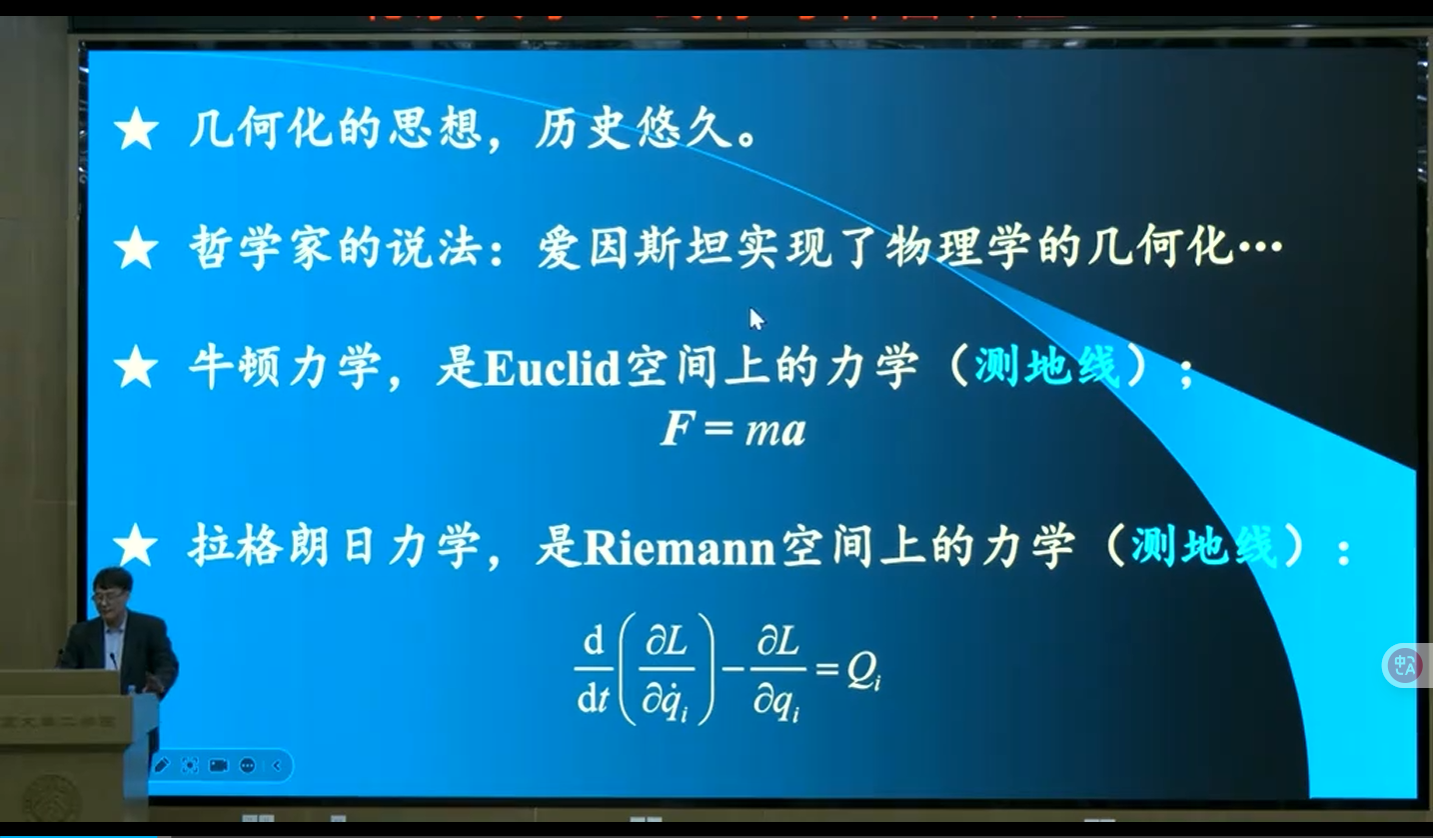 ★ 几何化的思想，历史悠久。
★ 哲学家的说法：爱因斯坦实现了物理学的几何化…
★ 牛顿力学，是Euclid空间上的力学（测地线）；
F = ma
★ 拉格朗日力学，是Riemann空间上的力学（测地线）：
d/dt(∂L/∂q̇ᵢ) − ∂L/∂qᵢ = Qᵢ